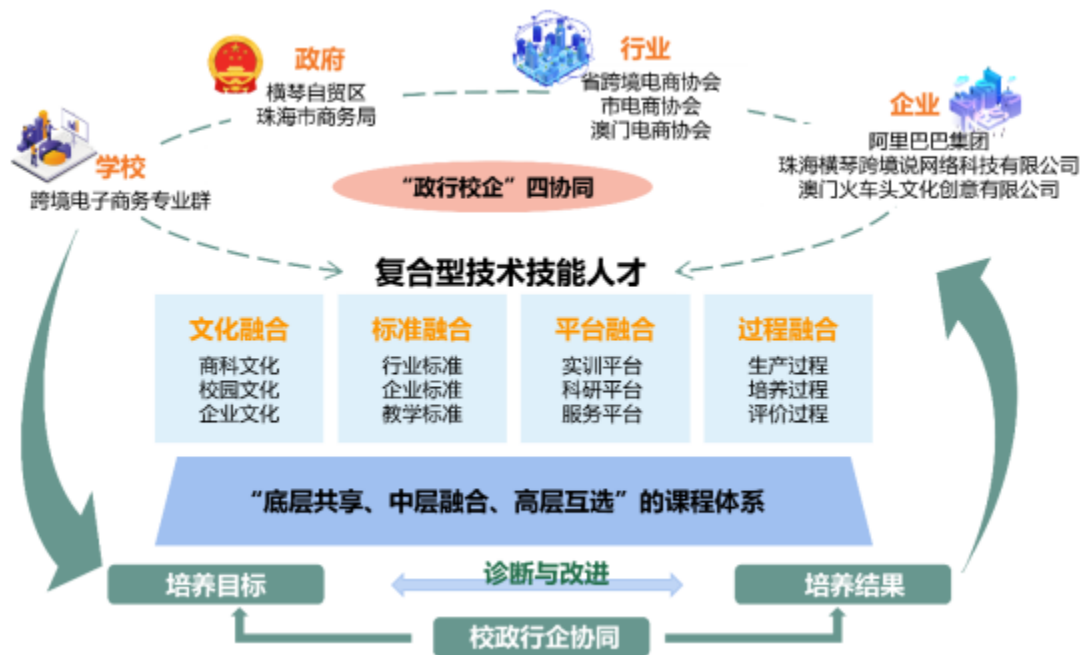 政府
横琴自贸区
珠海市商务局
行业
省跨境电商协会
市电商协会
澳门电商协会
企业
阿里巴巴集团
珠海横琴跨境说网络科技有限公司
澳门火车头文化创意有限公司
学校
跨境电子商务专业群
“政行校企”四协同
复合型技术技能人才
文化融合
商科文化
校园文化
企业文化
标准融合
行业标准
企业标准
教学标准
平台融合
实训平台
科研平台
服务平台
过程融合
生产过程
培养过程
评价过程
“底层共享、中层融合、高层互选”的课程体系
培养目标
诊断与改进
培养结果
校政行企协同